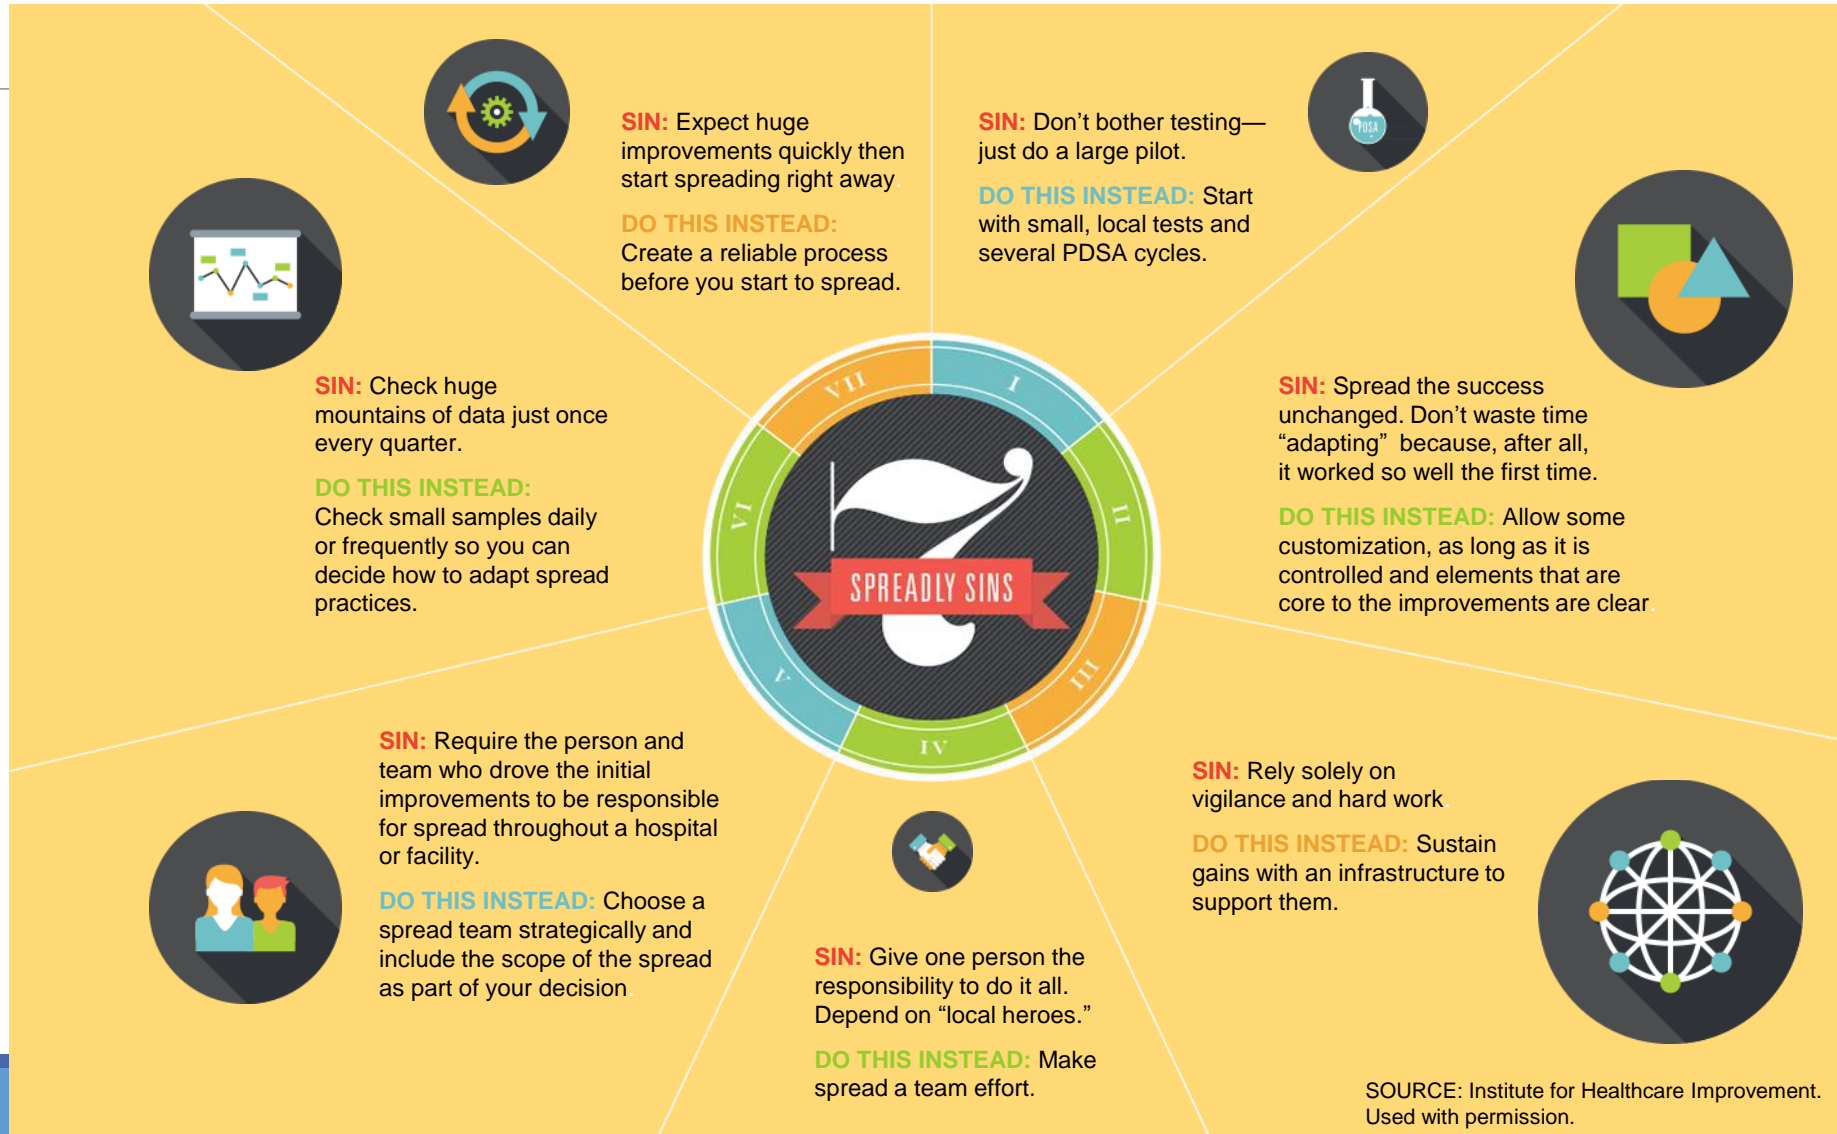 SIN: Don't bother testing—
just do a large pilot.
DO THIS INSTEAD: Start
with small, local tests and
several PDSA cycles.
PDSA
SIN: Spread the success
unchanged. Don't waste time
“adapting” because, after all,
it worked so well the first time.
DO THIS INSTEAD: Allow some
customization, as long as it is
controlled and elements that are
core to the improvements are clear.
SIN: Rely solely on
vigilance and hard work.
DO THIS INSTEAD: Sustain
gains with an infrastructure to
support them.
SIN: Give one person the
responsibility to do it all.
Depend on “local heroes.”
DO THIS INSTEAD: Make
spread a team effort.
SIN: Require the person and
team who drove the initial
improvements to be responsible
for spread throughout a hospital
or facility.
DO THIS INSTEAD: Choose a
spread team strategically and
include the scope of the spread
as part of your decision.
SIN: Check huge
mountains of data just once
every quarter.
DO THIS INSTEAD:
Check small samples daily
or frequently so you can
decide how to adapt spread
practices.
SIN: Expect huge
improvements quickly then
start spreading right away.
DO THIS INSTEAD:
Create a reliable process
before you start to spread.
I
II
III
IV
V
VI
VII
7
SPREADLY SINS
SOURCE: Institute for Healthcare Improvement.
Used with permission.